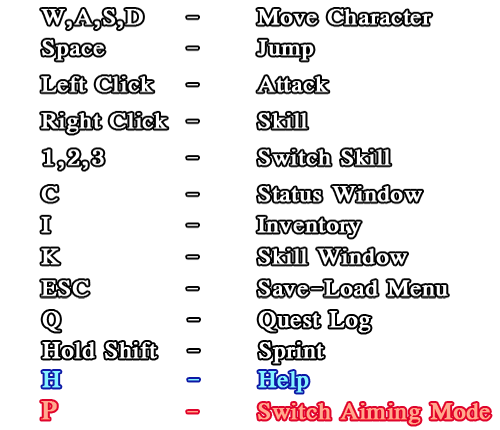 W,A,S,D - Move Character
Space - Jump
Left Click - Attack
Right Click - Skill
1,2,3 - Switch Skill
C - Status Window
I - Inventory
K - Skill Window
ESC - Save-Load Menu
Q - Quest Log
Hold Shift - Sprint
H - Help
P - Switch Aiming Mode